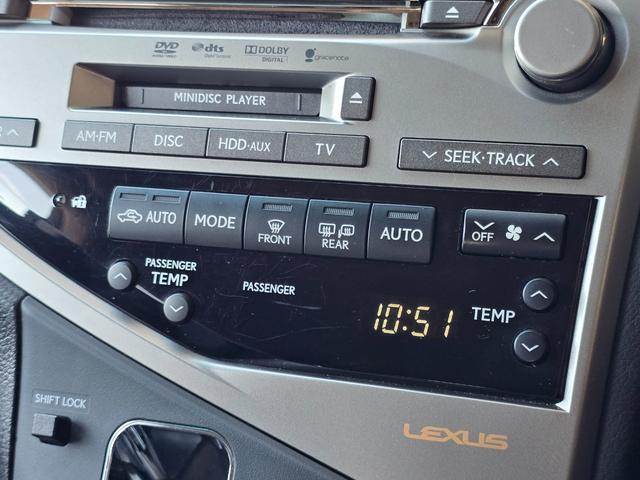 DVD dts DOLBY DIGITAL gracenote
MINIDISC PLAYER
AM·FM DISC HDD·AUX TV
SEEK·TRACK
AUTO MODE FRONT REAR AUTO OFF
PASSENGER TEMP
PASSENGER
10:51
TEMP
SHIFT LOCK
LEXUS